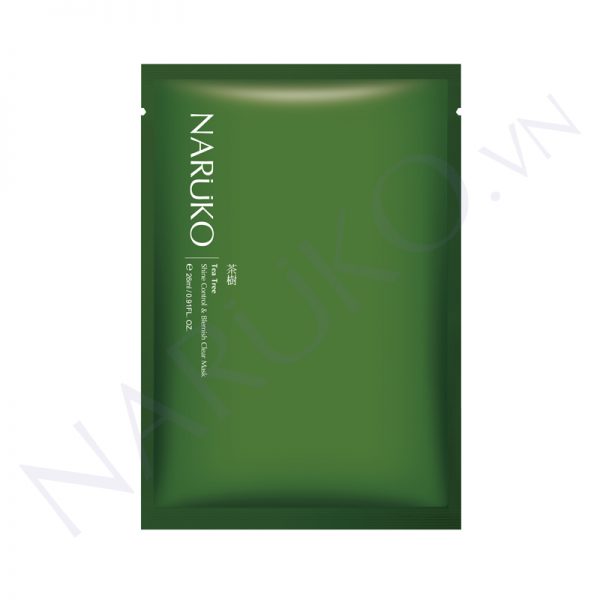 NARÜKO
茶樹
Tea Tree
Shine Control & Blemish Clear Mask
℮ 26ml / 0.91FL. OZ.
NARÜKO.VN